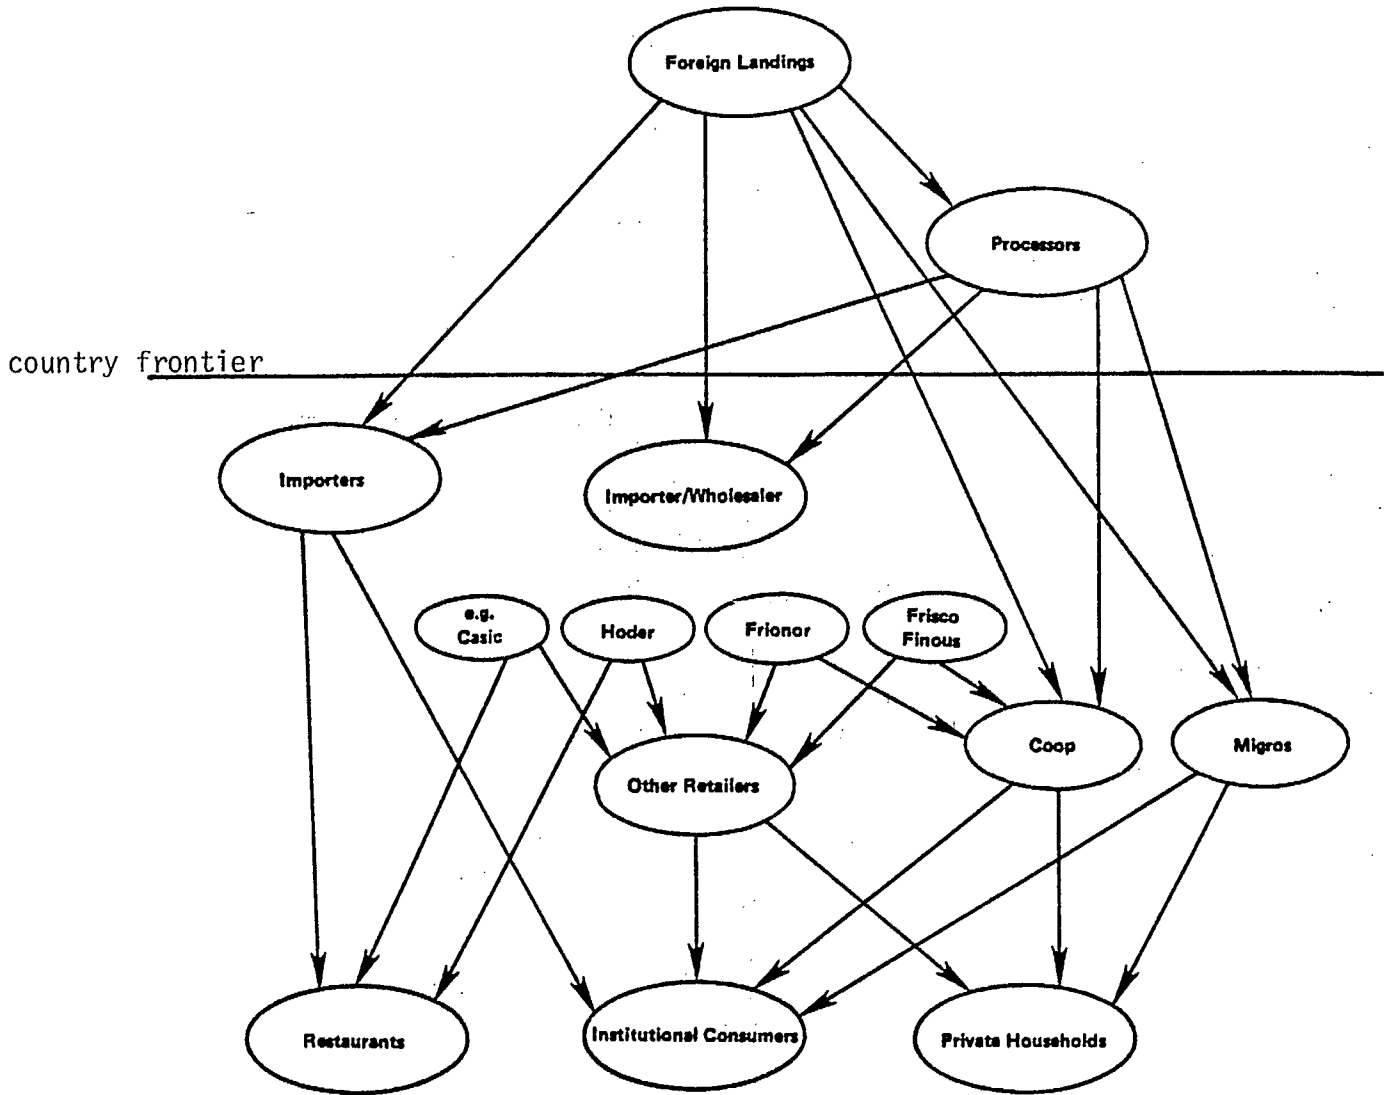 Foreign Landings
Processors
country frontier
Importers
Importer/Wholesaler
e.g.
Casic
Hoder
Frionor
Frisco
Finous
Other Retailers
Coop
Migros
Restaurants
Institutional Consumers
Private Households